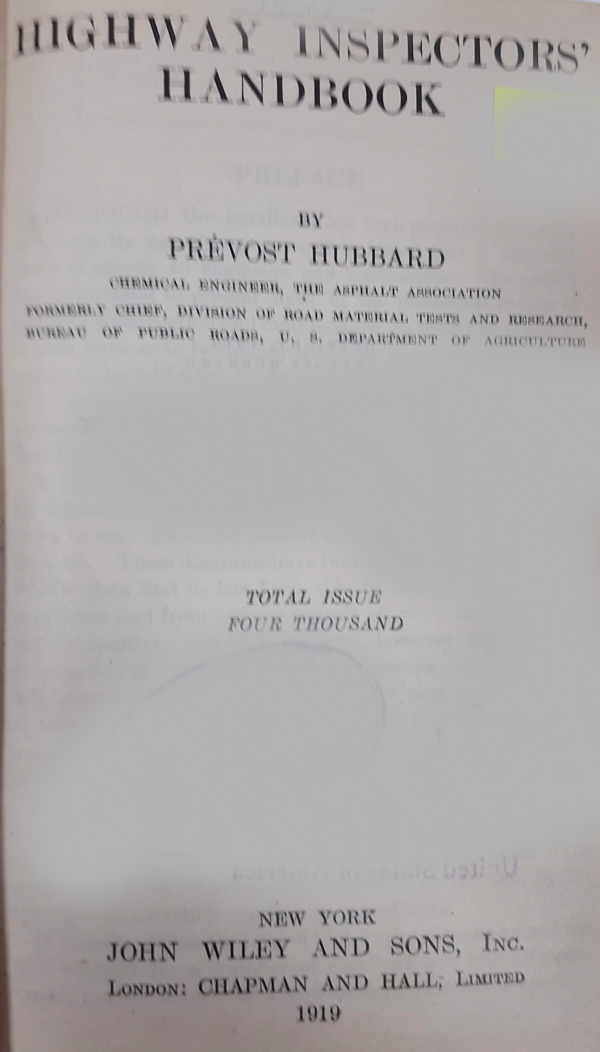 HIGHWAY INSPECTORS'
HANDBOOK
BY
PRÉVOST HUBBARD
CHEMICAL ENGINEER, THE ASPHALT ASSOCIATION
FORMERLY CHIEF, DIVISION OF ROAD MATERIAL TESTS AND RESEARCH,
BUREAU OF PUBLIC ROADS, U. S. DEPARTMENT OF AGRICULTURE
TOTAL ISSUE
FOUR THOUSAND
NEW YORK
JOHN WILEY AND SONS, INC.
LONDON: CHAPMAN AND HALL, LIMITED
1919